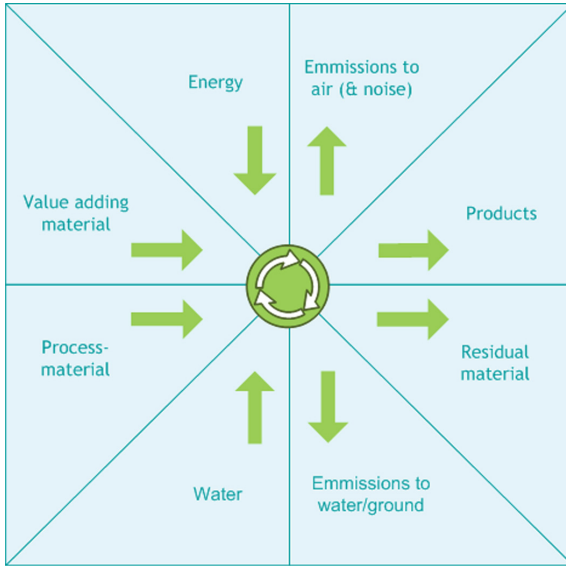 Energy
Emmissions to
air (& noise)
Value adding
material
Products
Process-
material
Residual
material
Water
Emmissions to
water/ground